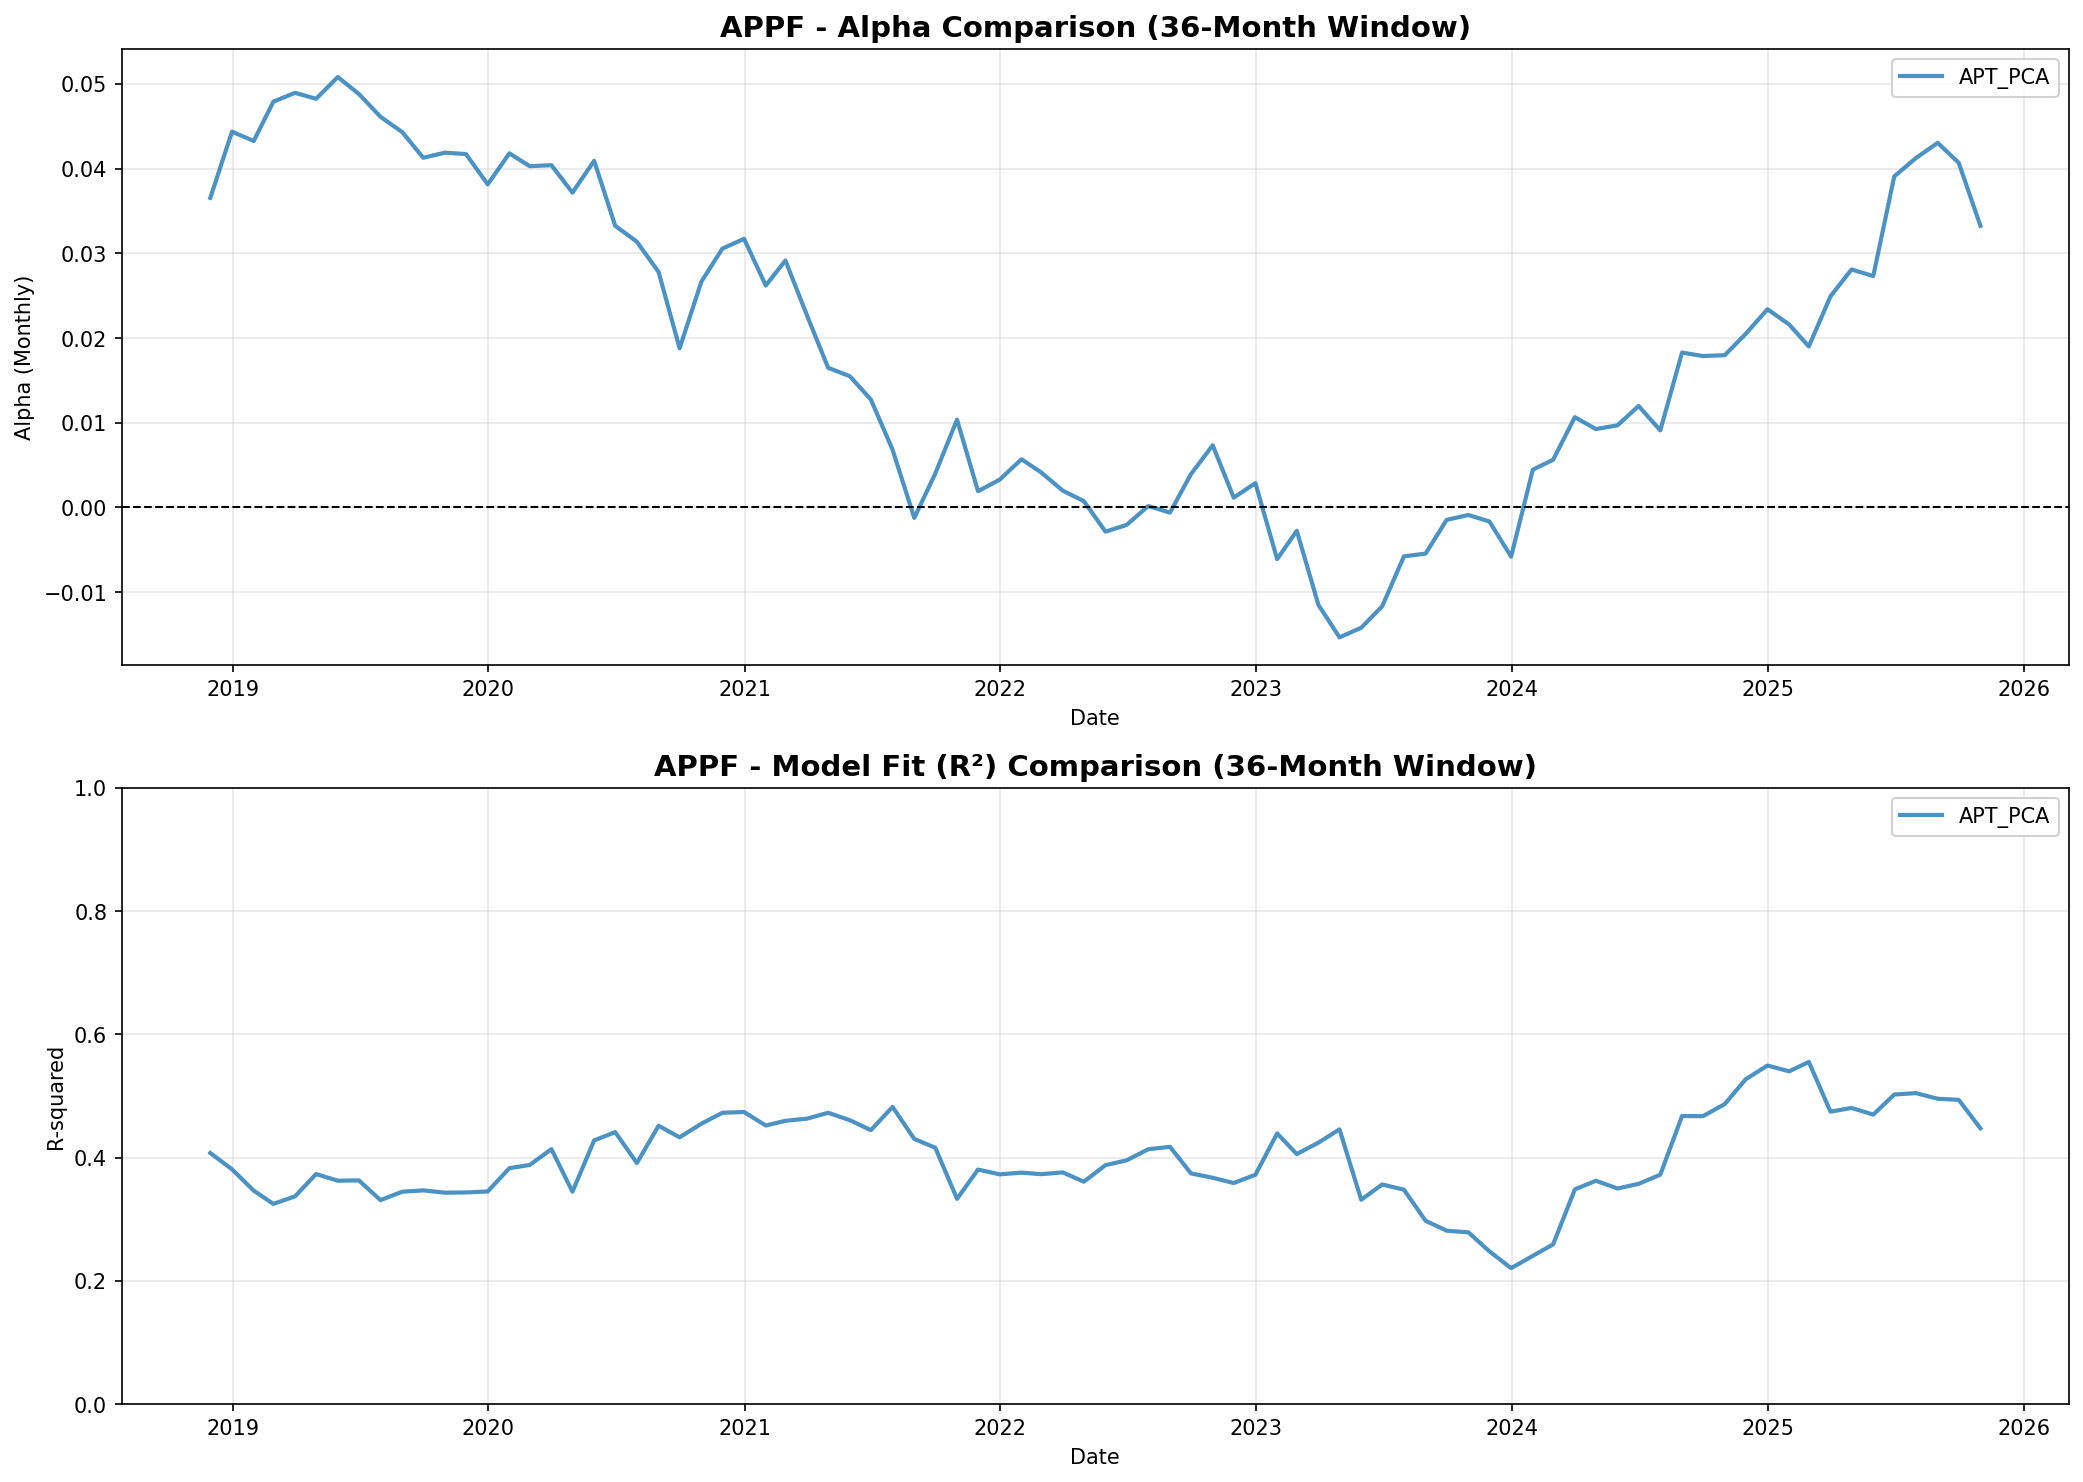 APPF - Alpha Comparison (36-Month Window)
APT_PCA
Alpha (Monthly)
0.05
0.04
0.03
0.02
0.01
0.00
−0.01
2019 2020 2021 2022 2023 2024 2025 2026
Date
APPF - Model Fit (R²) Comparison (36-Month Window)
APT_PCA
R-squared
1.0
0.8
0.6
0.4
0.2
0.0
2019 2020 2021 2022 2023 2024 2025 2026
Date